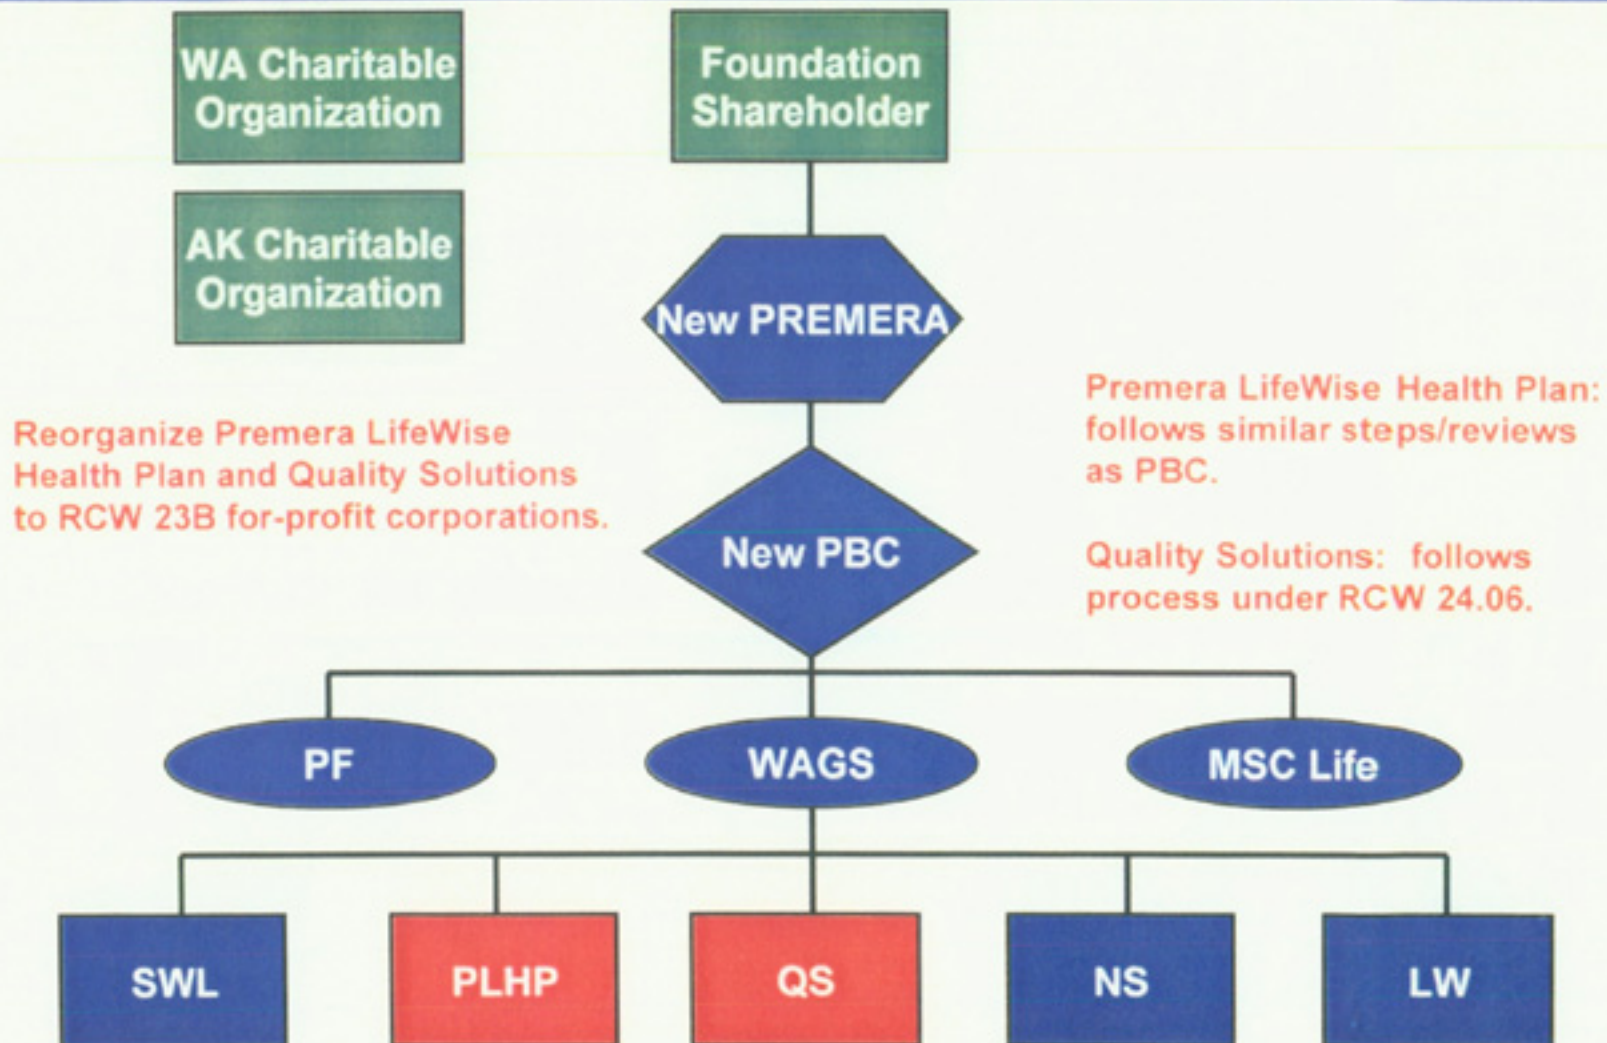 WA Charitable
Organization
Foundation
Shareholder
AK Charitable
Organization
New PREMERA
Premera LifeWise Health Plan:
follows similar steps/reviews
as PBC.
Reorganize Premera LifeWise
Health Plan and Quality Solutions
to RCW 23B for-profit corporations.
New PBC
Quality Solutions: follows
process under RCW 24.06.
PF
WAGS
MSC Life
SWL
PLHP
QS
NS
LW